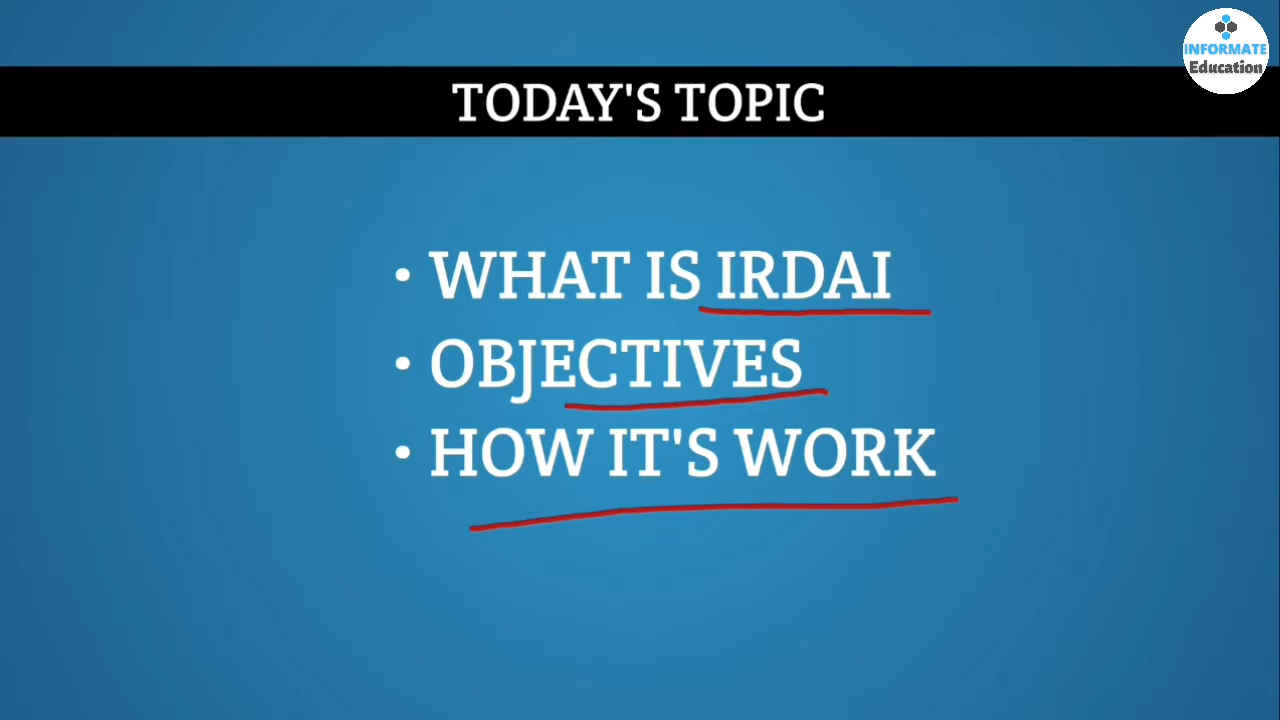 INFORMATE
Education
TODAY'S TOPIC
• WHAT IS IRDAI
• OBJECTIVES
• HOW IT'S WORK